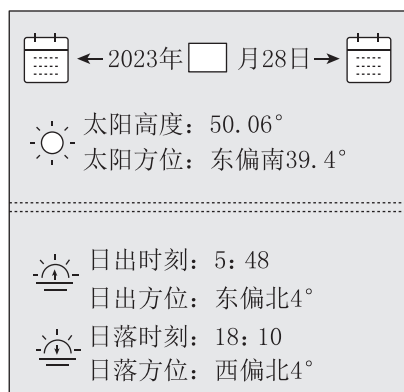 ←2023年 月28日→
太阳高度：50.06°
太阳方位：东偏南39.4°
日出时刻：5：48
日出方位：东偏北4°
日落时刻：18：10
日落方位：西偏北4°